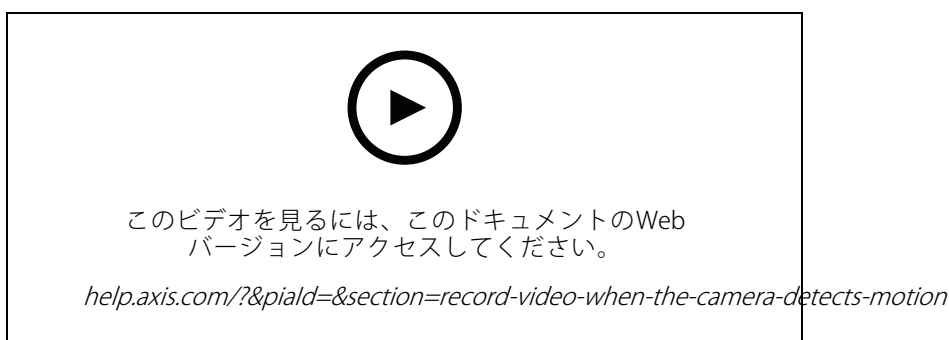 このビデオを見るには、このドキュメントのWeb
バージョンにアクセスしてください。
help.axis.com/?&piaId=&section=record-video-when-the-camera-detects-motion